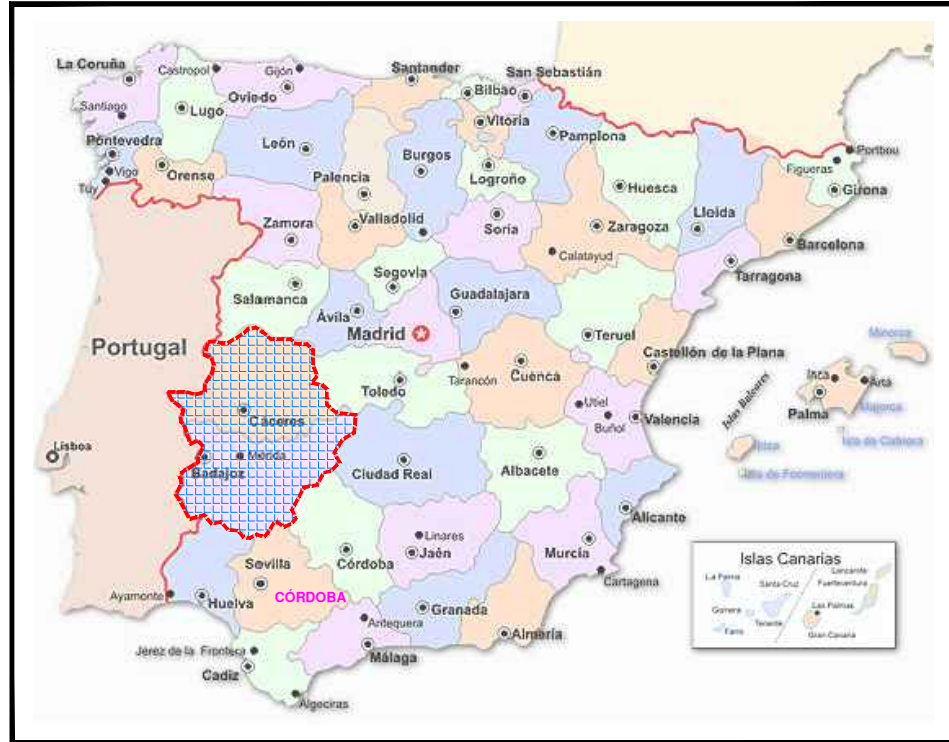 La Coruña
Castropol
Gijón
Santander
San Sebastián
Oviedo
Bilbao
Santiago
Lugo
Vitoria
Pamplona
Pontevedra
León
Burgos
Portbou
Figueras
Vigo
Orense
Palencia
Logroño
Huesca
Girona
Tuy
Zamora
Valladolid
Soria
Zaragoza
Lleida
Barcelona
Calatayud
Tarragona
Segovia
Salamanca
Guadalajara
Ávila
Madrid
Teruel
Menorca
Portugal
Castellón de la Plana
Cuenca
Tarancón
Toledo
Islas Baleares
Inca
Artà
Palma
Mallorca
Cáceres
Utiel
Valencia
Buñol
Lisboa
Isla de Cabrera
Ibiza
Mérida
Badajoz
Ciudad Real
Albacete
Isla de Formentera
Alicante
Linares
Jaén
Murcia
Córdoba
Sevilla
Cartagena
Islas Canarias
La Palma
Santa Cruz
Lanzarote
Fuerteventura
Ayamonte
Huelva
CÓRDOBA
Granada
Gomera
Las Palmas
Antequera
Almería
Gran Canaria
Jerez de la Frontera
Málaga
Cadiz
Algeciras